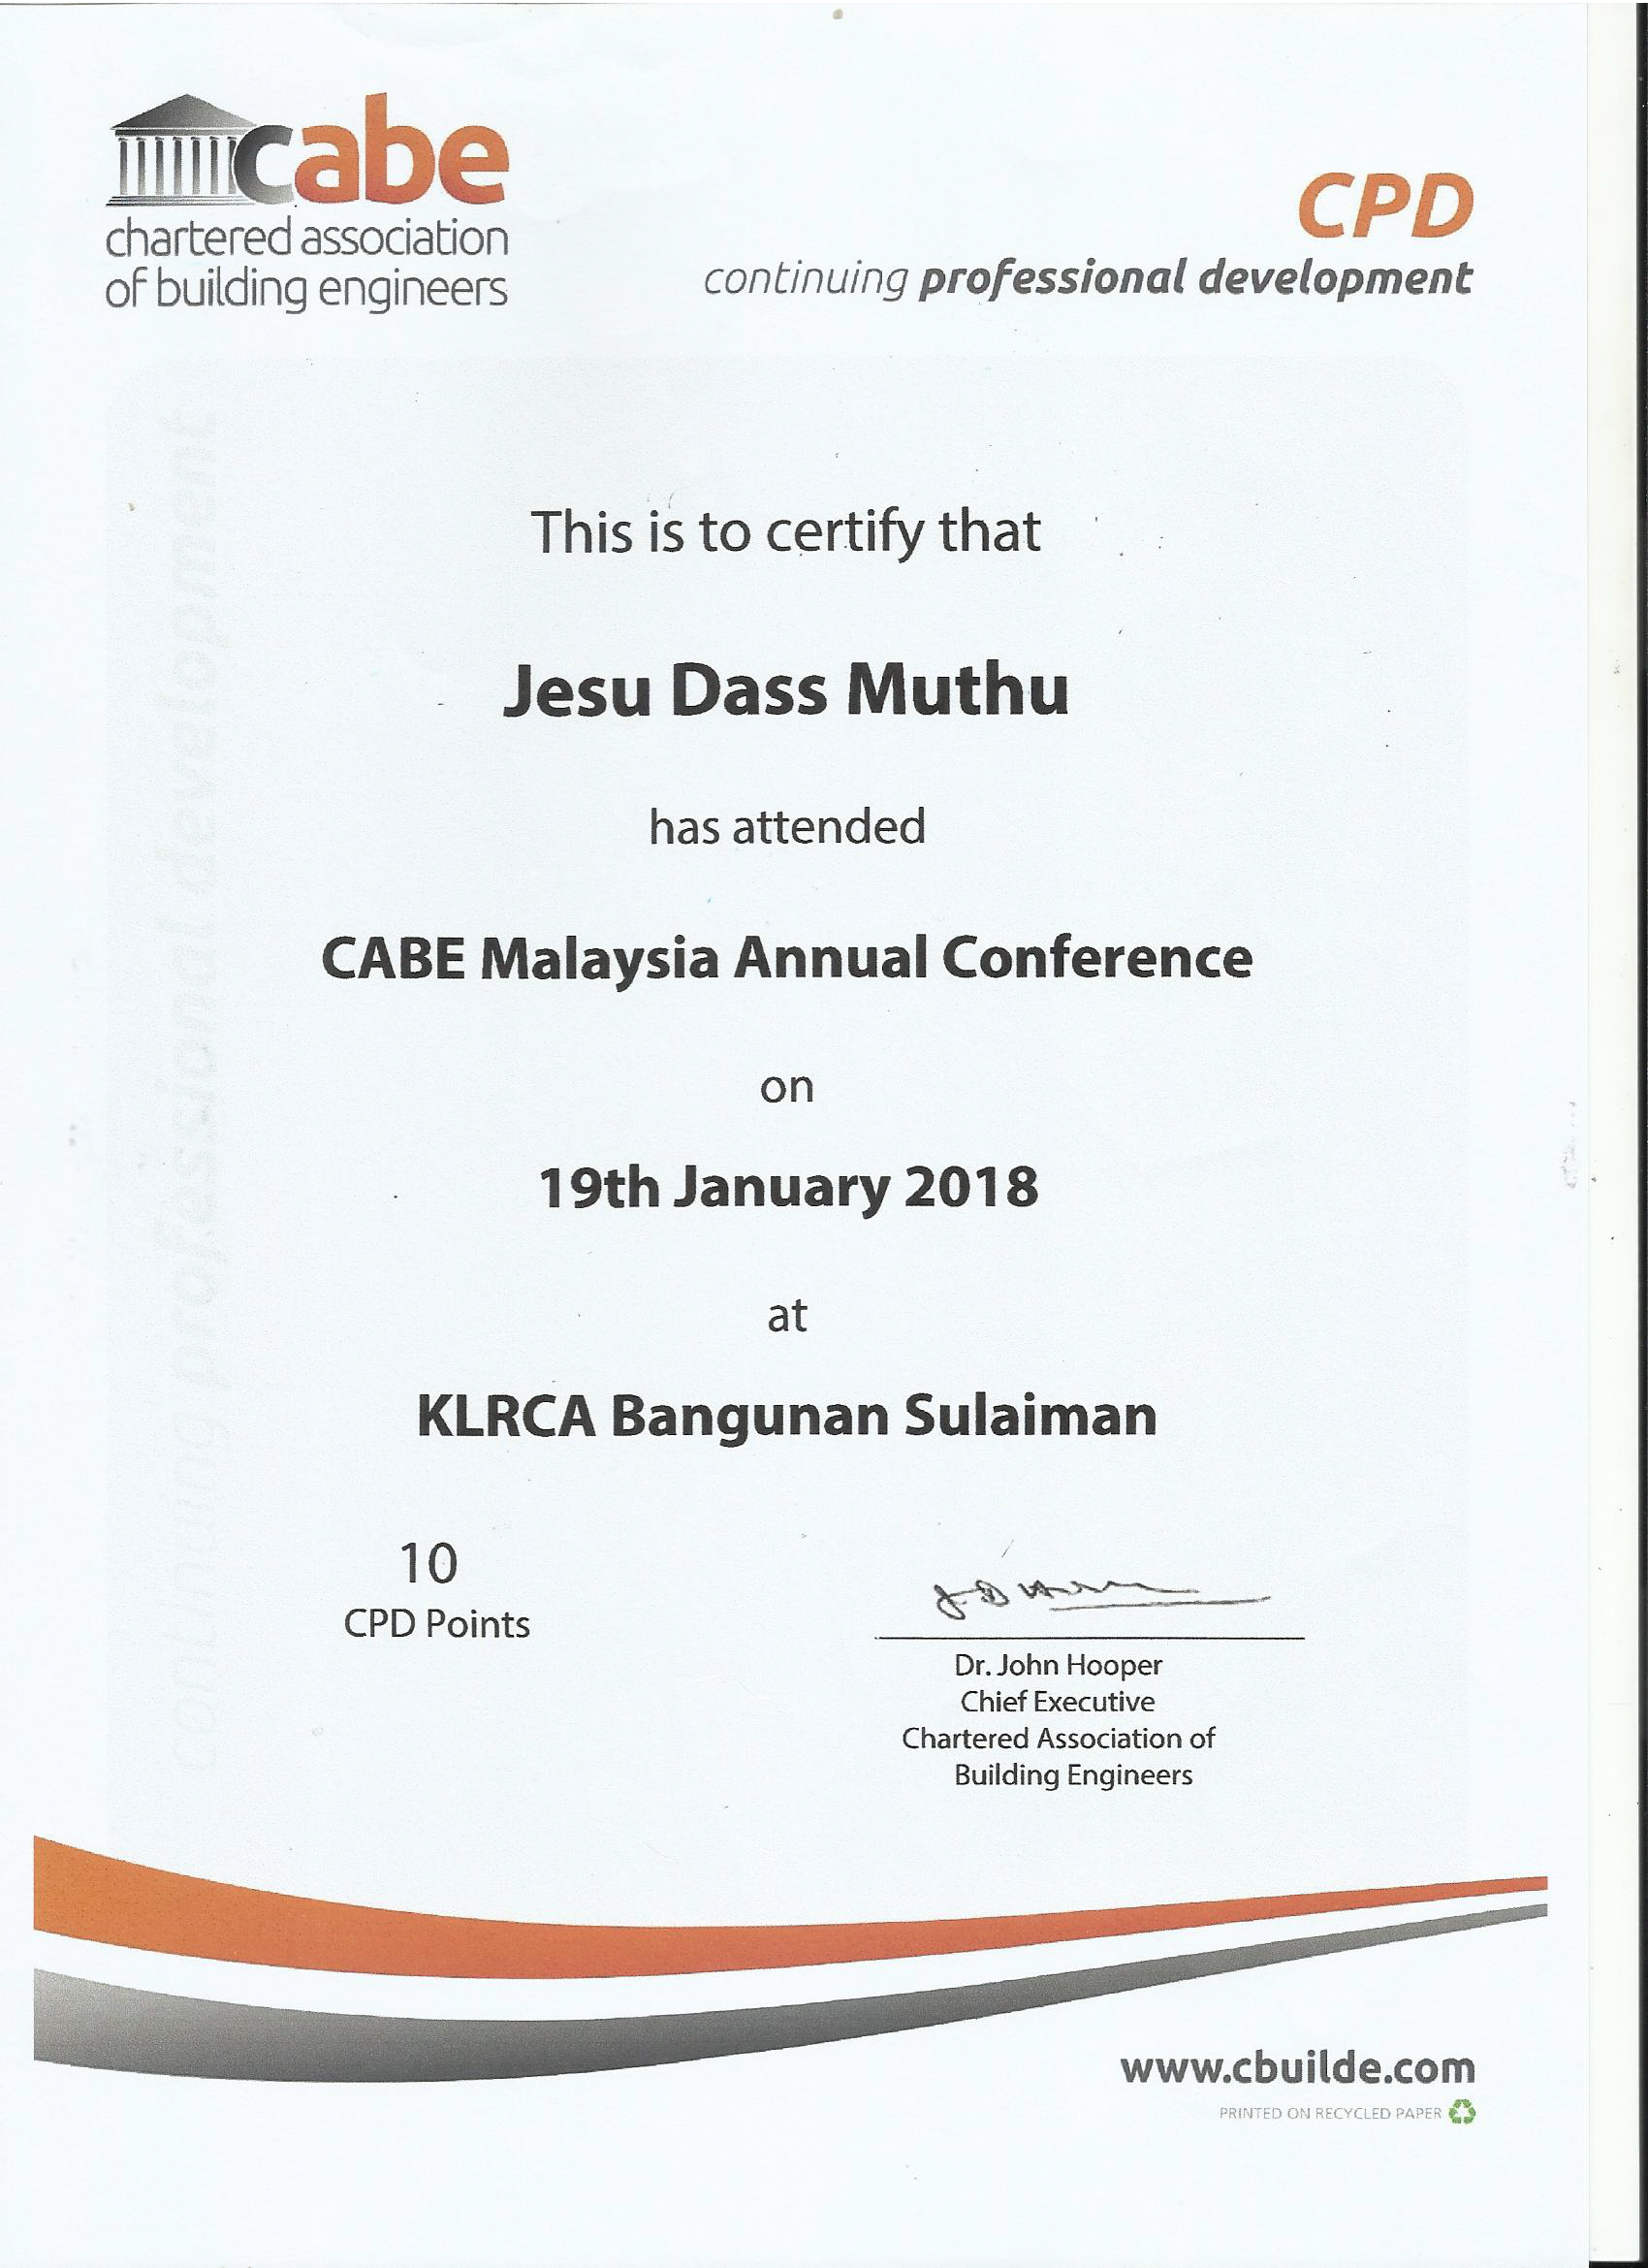 cabe
chartered association
of building engineers
CPD
continuing professional development
This is to certify that
Jesu Dass Muthu
has attended
CABE Malaysia Annual Conference
on
19th January 2018
at
KLRCA Bangunan Sulaiman
10
CPD Points
Dr. John Hooper
Chief Executive
Chartered Association of
Building Engineers
www.cbuilde.com
PRINTED ON RECYCLED PAPER
continuing professional development